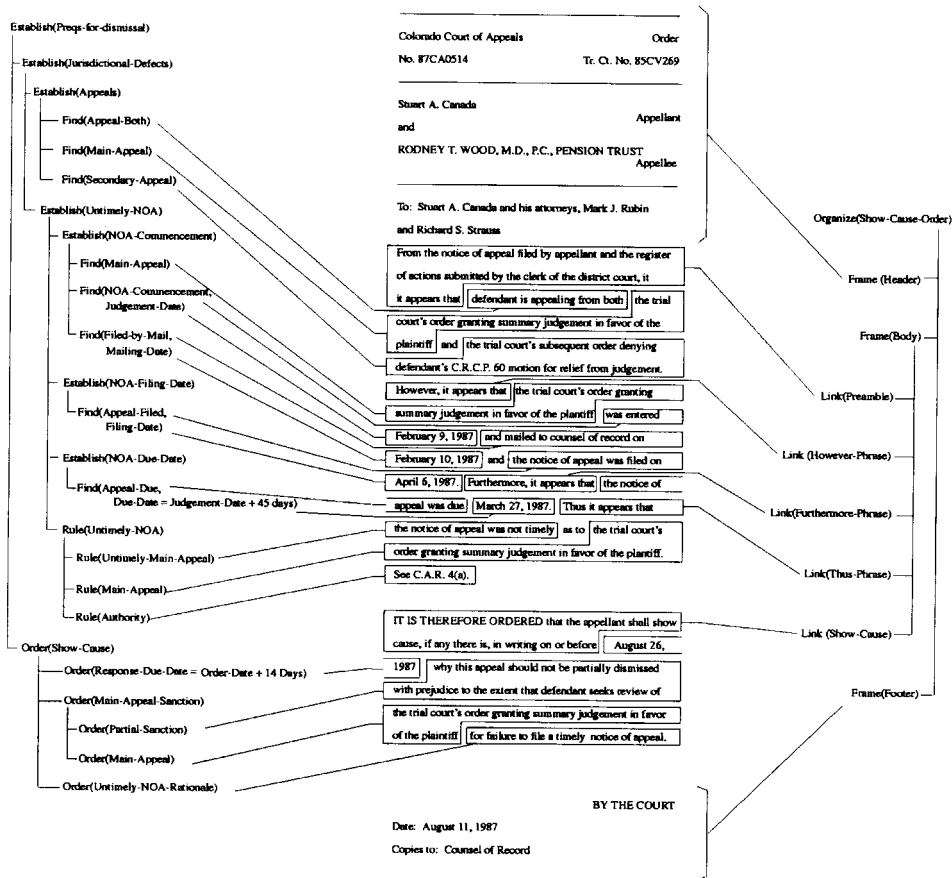 Establish(Preqs-for-dismissal)
Establish(Jurisdictional-Defects)
Establish(Appeals)
Find(Appeal-Both)
Find(Main-Appeal)
Find(Secondary-Appeal)
Establish(Untimely-NOA)
Establish(NOA-Commencement)
Find(Main-Appeal)
Find(NOA-Commencement,
Judgement-Date)
Find(Filed-by-Mail,
Mailing-Date)
Establish(NOA-Filing-Date)
Find(Appeal-Filed,
Filing-Date)
Establish(NOA-Due-Date)
Find(Appeal-Due,
Due-Date = Judgement-Date + 45 days)
Rule(Untimely-NOA)
Rule(Untimely-Main-Appeal)
Rule(Main-Appeal)
Rule(Authority)
Order(Show-Cause)
Order(Response-Due-Date = Order-Date + 14 Days)
Order(Main-Appeal-Sanction)
Order(Partial-Sanction)
Order(Main-Appeal)
Order(Untimely-NOA-Rationale)
Colorado Court of Appeals Order
No. 87CA0514 Tr. Ct. No. 85CV269
Stuart A. Canada
Appellant
and
RODNEY T. WOOD, M.D., P.C., PENSION TRUST
Appellee
To: Stuart A. Canada and his attorneys, Mark J. Rubin
and Richard S. Strauss
From the notice of appeal filed by appellant and the register
of actions submitted by the clerk of the district court, it
it appears that defendant is appealing from both the trial
court's order granting summary judgement in favor of the
plaintiff and the trial court's subsequent order denying
defendant's C.R.C.P. 60 motion for relief from judgement.
However, it appears that the trial court's order granting
summary judgement in favor of the plantiff was entered
February 9, 1987 and mailed to counsel of record on
February 10, 1987 and the notice of appeal was filed on
April 6, 1987. Furthermore, it appears that the notice of
appeal was due March 27, 1987. Thus it appears that
the notice of appeal was not timely as to the trial court's
order granting summary judgement in favor of the plaintiff.
See C.A.R. 4(a).
IT IS THEREFORE ORDERED that the appellant shall show
cause, if any there is, in writing on or before August 26,
1987 why this appeal should not be partially dismissed
with prejudice to the extent that defendant seeks review of
the trial court's order granting summary judgement in favor
of the plaintiff for failure to file a timely notice of appeal.
BY THE COURT
Date: August 11, 1987
Copies to: Counsel of Record
Organize(Show-Cause-Order)
Frame (Header)
Frame(Body)
Link(Preamble)
Link (However-Phrase)
Link(Furthermore-Phrase)
Link(Thus-Phrase)
Link (Show-Cause)
Frame(Footer)